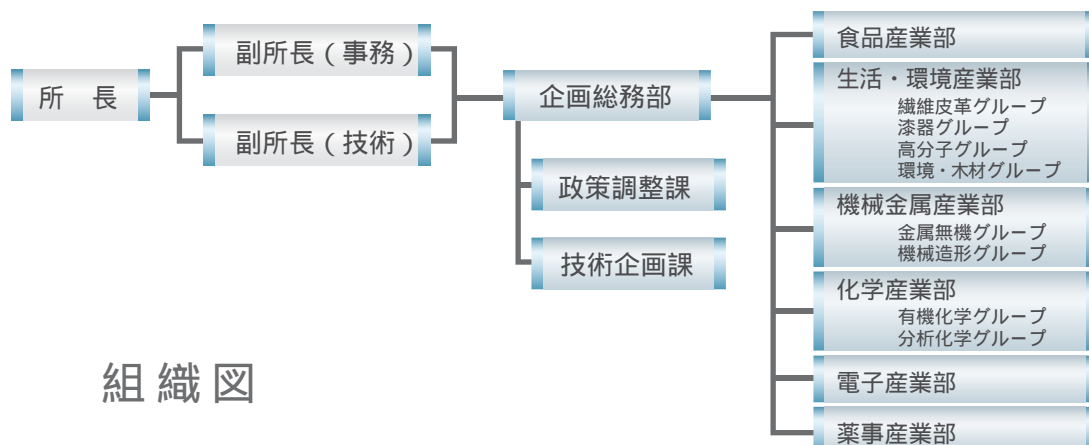 所　長
副所長（事務）
副所長（技術）
企画総務部
政策調整課
技術企画課
食品産業部
生活・環境産業部
繊維皮革グループ
漆器グループ
高分子グループ
環境・木材グループ
機械金属産業部
金属無機グループ
機械造形グループ
化学産業部
有機化学グループ
分析化学グループ
電子産業部
薬事産業部
組織図